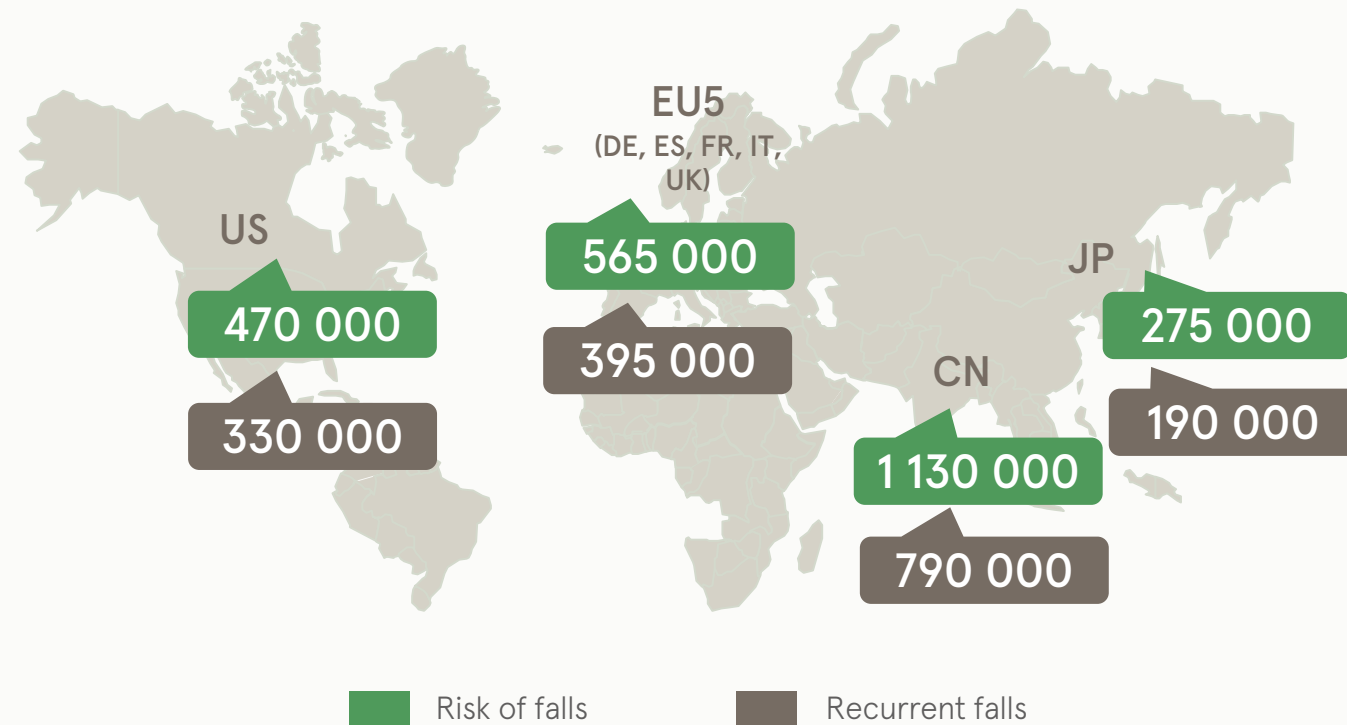 EU5
(DE, ES, FR, IT,
UK)
565 000
395 000
US
470 000
330 000
JP
275 000
190 000
CN
1 130 000
790 000
Risk of falls
Recurrent falls